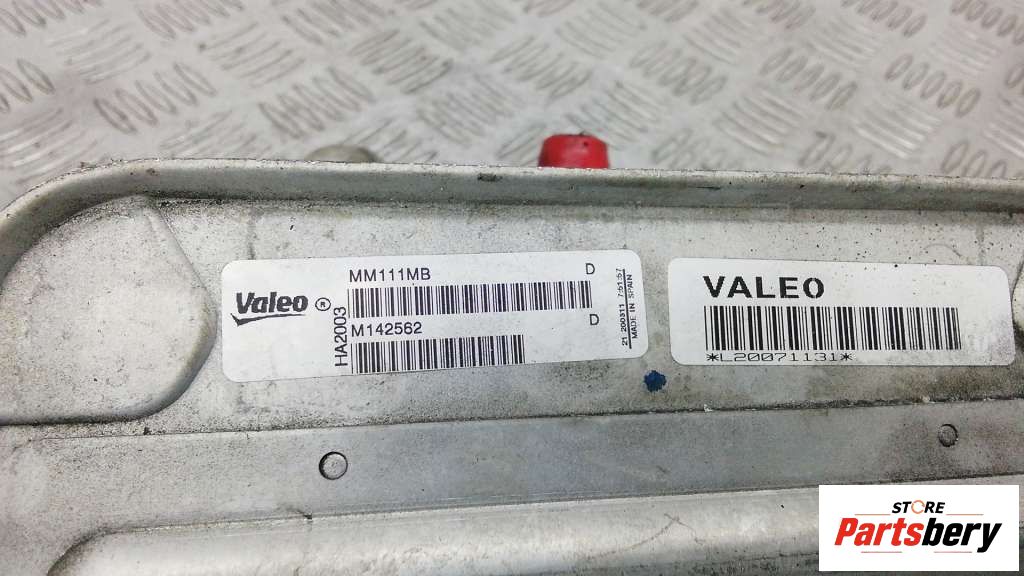 Valeo ®
HA2003
MM111MB D
M142562 D
21 200311 7:51:57
MADE IN SPAIN
VALEO
*L20071131*
STORE
Partsbery